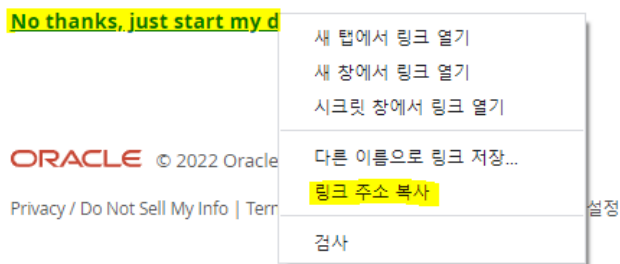 No thanks, just start my d
새 탭에서 링크 열기
새 창에서 링크 열기
시크릿 창에서 링크 열기
다른 이름으로 링크 저장...
링크 주소 복사
검사
ORACLE © 2022 Oracle
Privacy / Do Not Sell My Info | Terr 설정